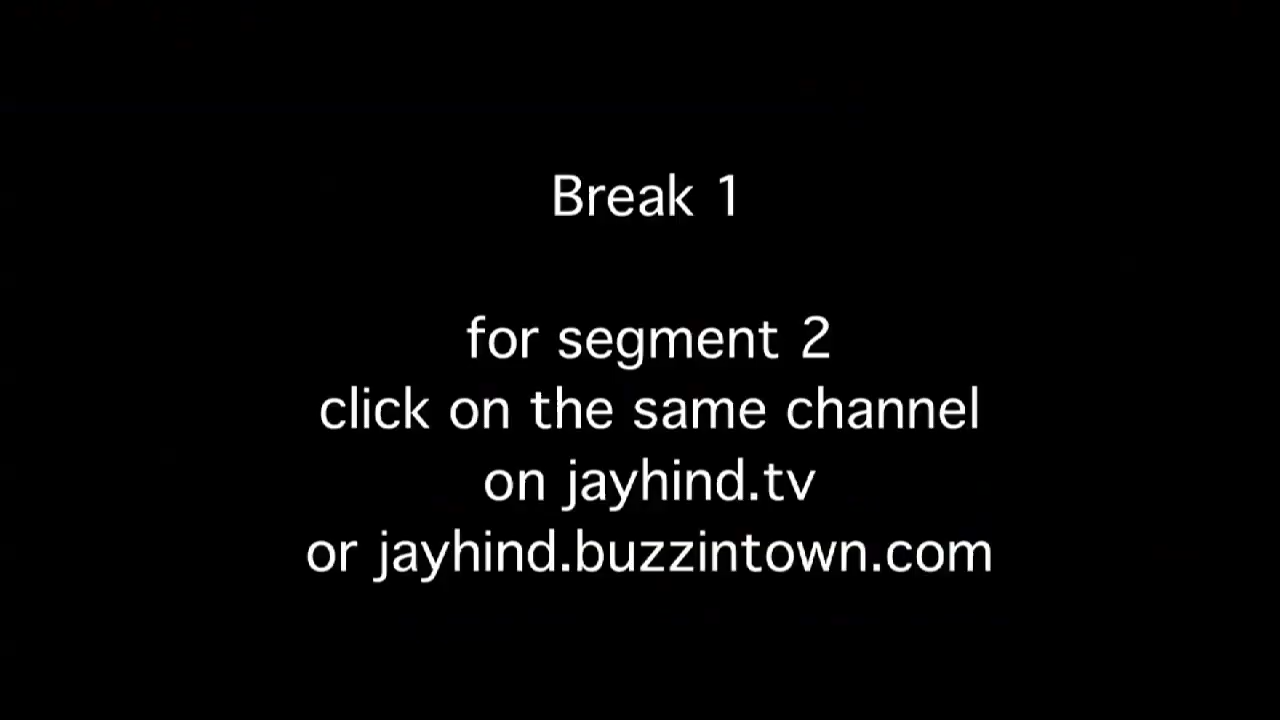 Break 1
for segment 2
click on the same channel
on jayhind.tv
or jayhind.buzzintown.com